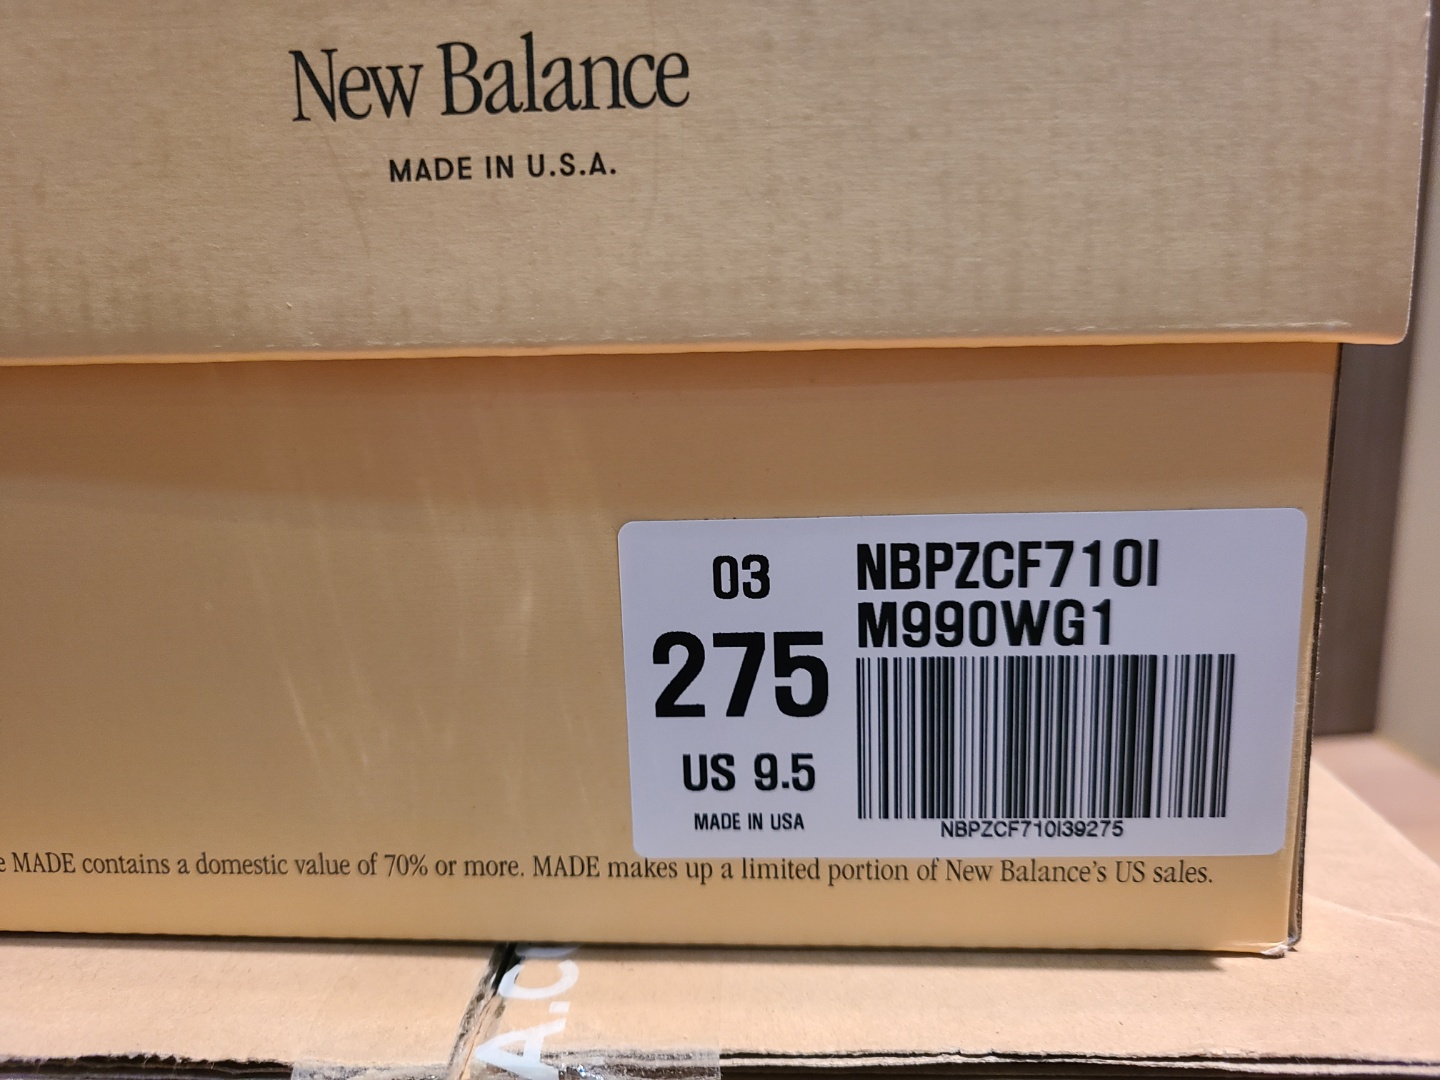 New Balance
MADE IN U.S.A.
03
275
US 9.5
MADE IN USA
NBPZCF710I
M990WG1
NBPZCF710I39275
MADE contains a domestic value of 70% or more. MADE makes up a limited portion of New Balance's US sales.